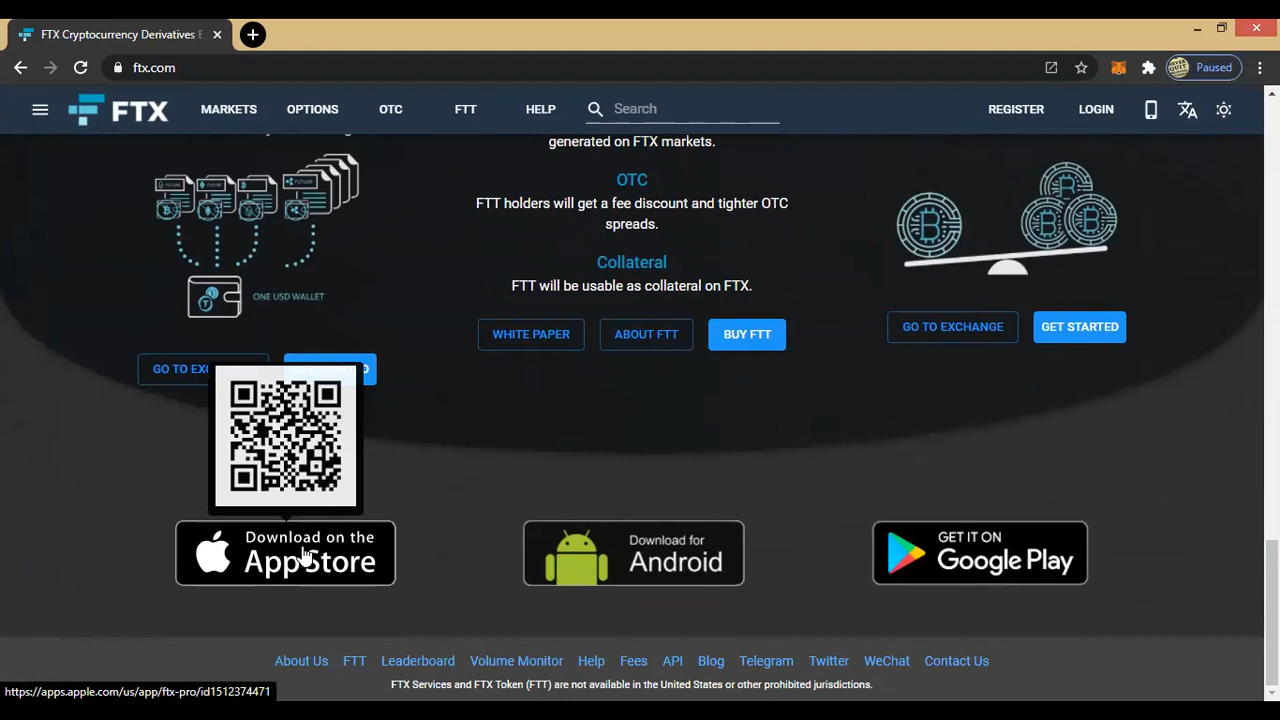 FTX Cryptocurrency Derivatives E
ftx.com
Paused
FTX
MARKETS
OPTIONS
OTC
FTT
HELP
Search
REGISTER
LOGIN
generated on FTX markets.
OTC
FTT holders will get a fee discount and tighter OTC
spreads.
Collateral
FTT will be usable as collateral on FTX.
ONE USD WALLET
WHITE PAPER
ABOUT FTT
BUY FTT
GO TO EXCHANGE
GET STARTED
GO TO EX
Download on the
AppStore
Download for
Android
GET IT ON
Google Play
About Us
FTT
Leaderboard
Volume Monitor
Help
Fees
API
Blog
Telegram
Twitter
WeChat
Contact Us
FTX Services and FTX Token (FTT) are not available in the United States or other prohibited jurisdictions.
https://apps.apple.com/us/app/ftx-pro/id1512374471